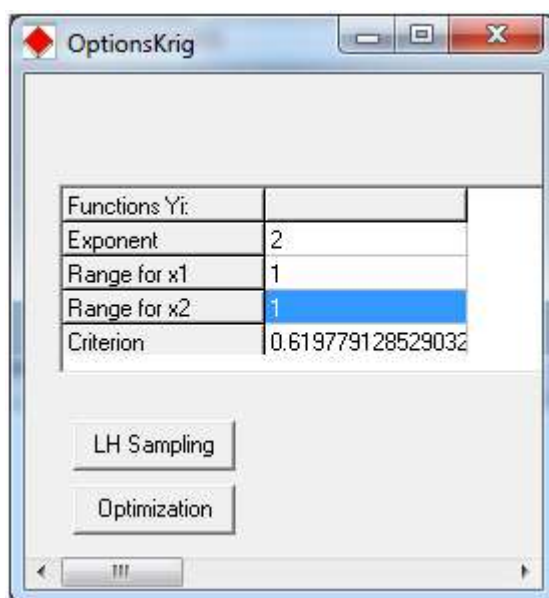 OptionsKrig
Functions Yi:
Exponent 2
Range for x1 1
Range for x2 1
Criterion 0.619779128529032
LH Sampling
Optimization